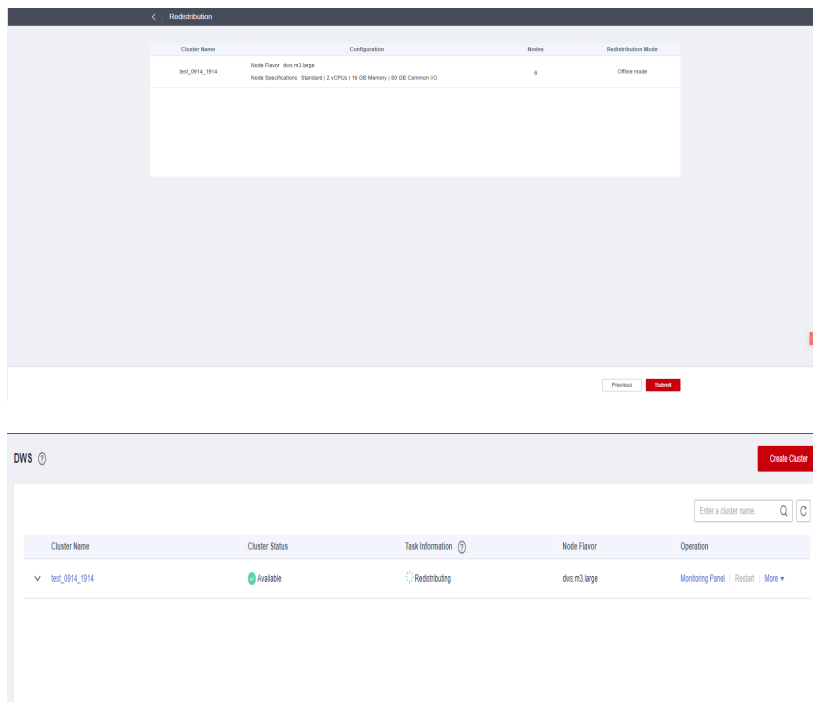 < | Redistribution
Cluster Name Configuration Nodes Redistribution Mode
Node Flavor dws.m3.large
test_0914_1914 6 Offline mode
Node Specifications Standard | 2 vCPUs | 16 GB Memory | 80 GB Common I/O
Previous Submit
DWS ? Create Cluster
Enter a cluster name.
Cluster Name Cluster Status Task Information ? Node Flavor Operation
test_0914_1914 Available Redistributing dws.m3.large Monitoring Panel | Restart | More